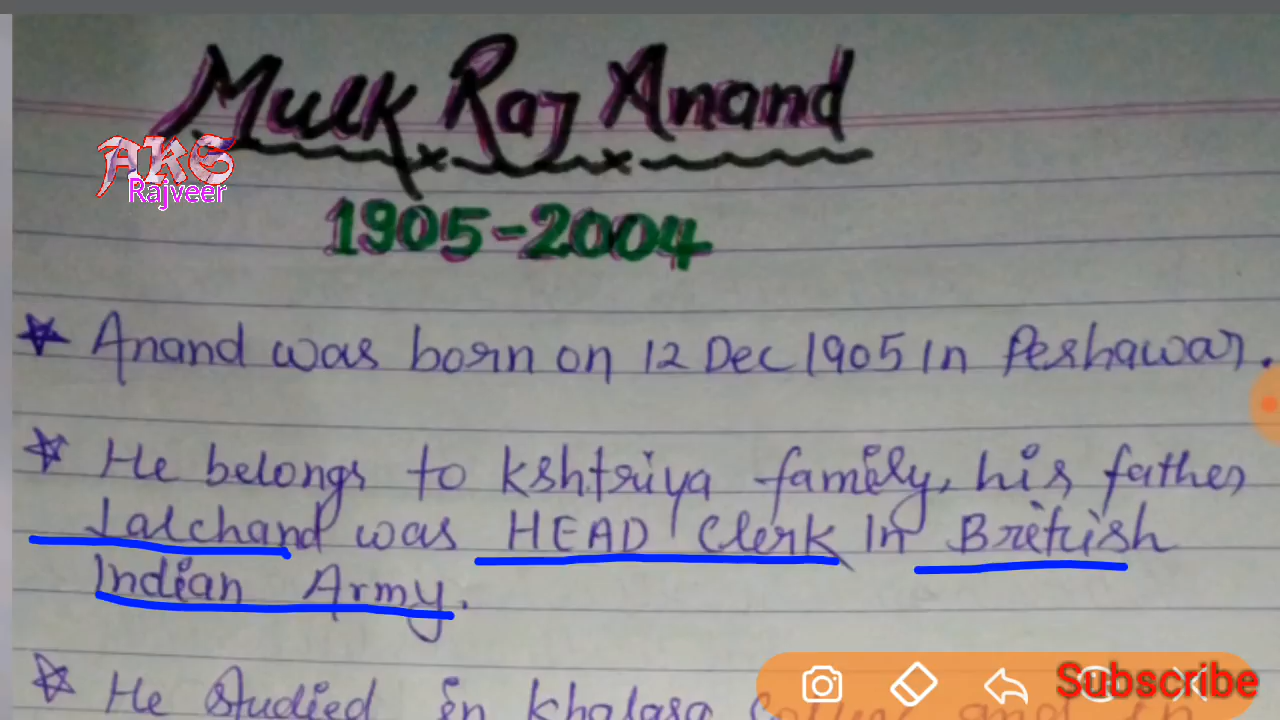 Mulk Raj Anand
AKS
Rajveer
1905-2004
Anand was born on 12 Dec 1905 in Peshawar.
He belongs to Kshtriya family, his father
Lalchand was HEAD Clerk In British
Indian Army.
He studied in Khalasa
Subscribe